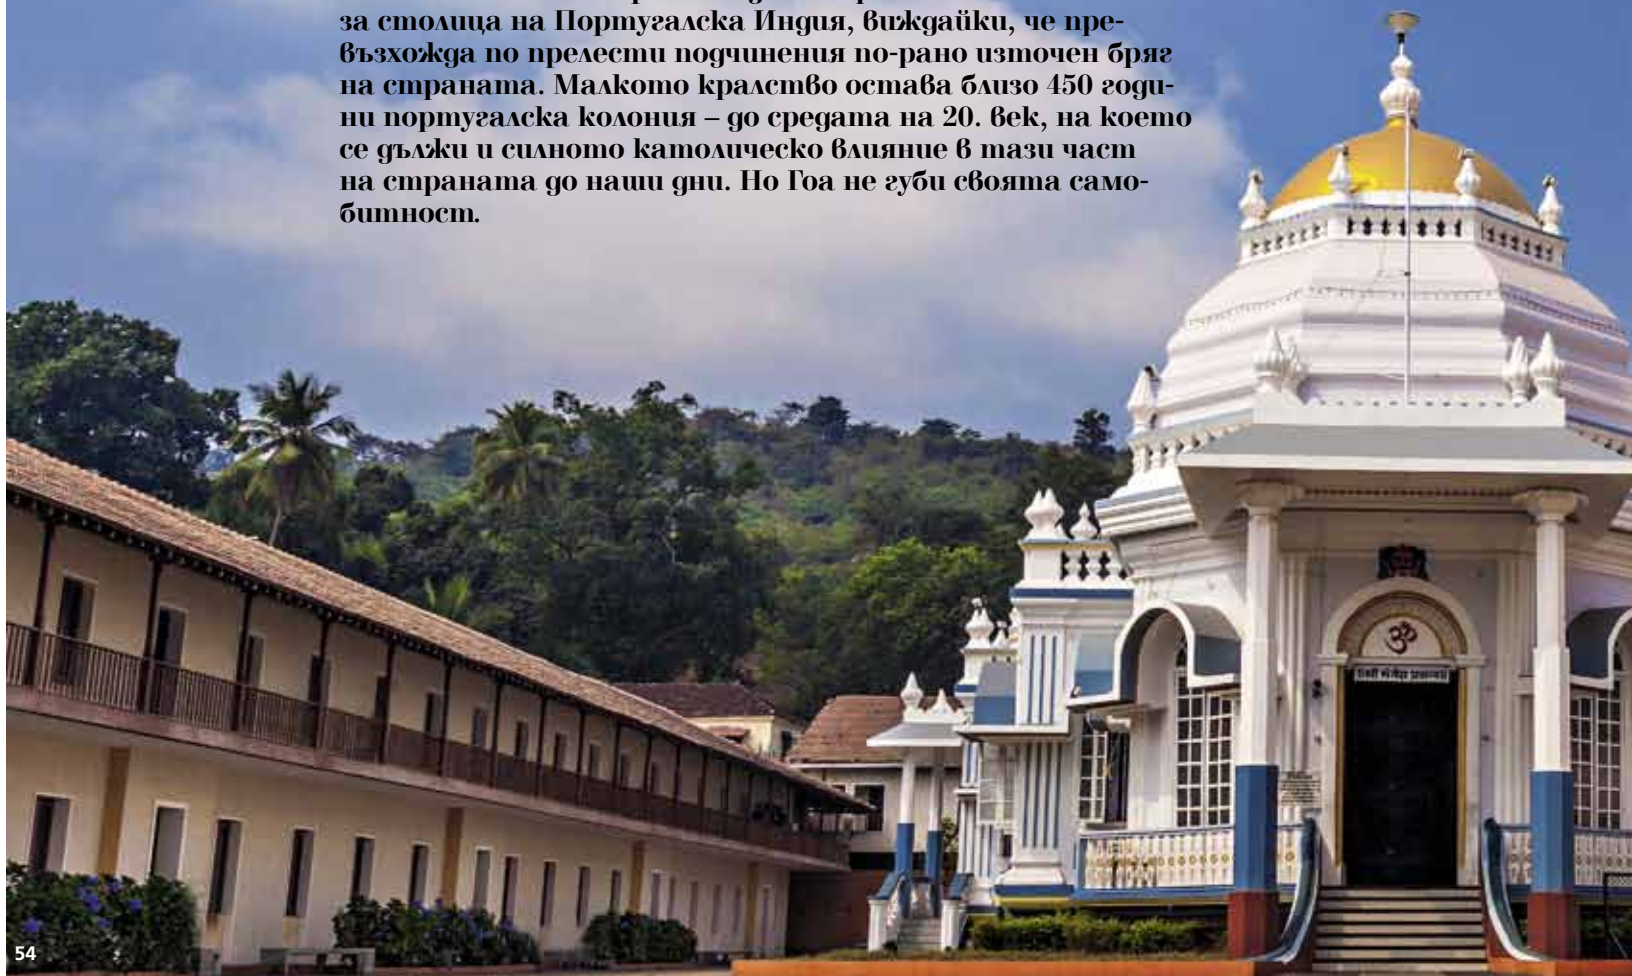 за столица на Португалска Индия, виждайки, че пре-
възхожда по прелести подчинения по-рано източен бряг
на страната. Малкото кралство остава близо 450 годи-
ни португалска колония – до средата на 20. век, на което
се дължи и силното католическо влияние в тази част
на страната до наши дни. Но Гоа не губи своята само-
битност.
ॐ
54